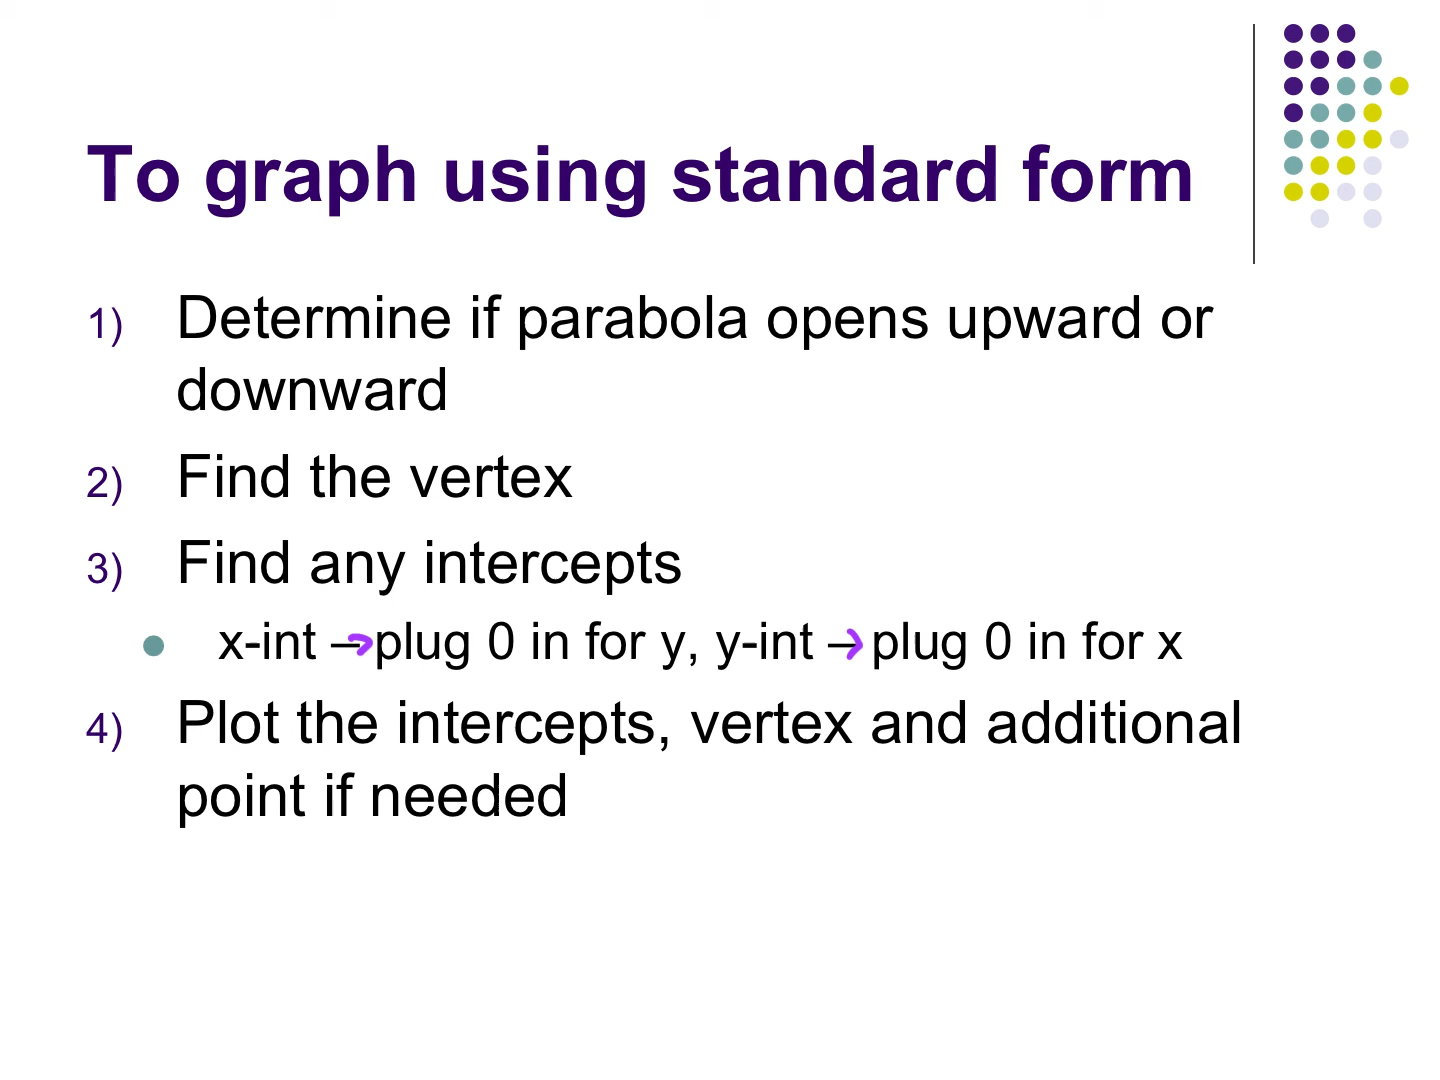 To graph using standard form
1) Determine if parabola opens upward or
downward
2) Find the vertex
3) Find any intercepts
● x-int → plug 0 in for y, y-int → plug 0 in for x
4) Plot the intercepts, vertex and additional
point if needed